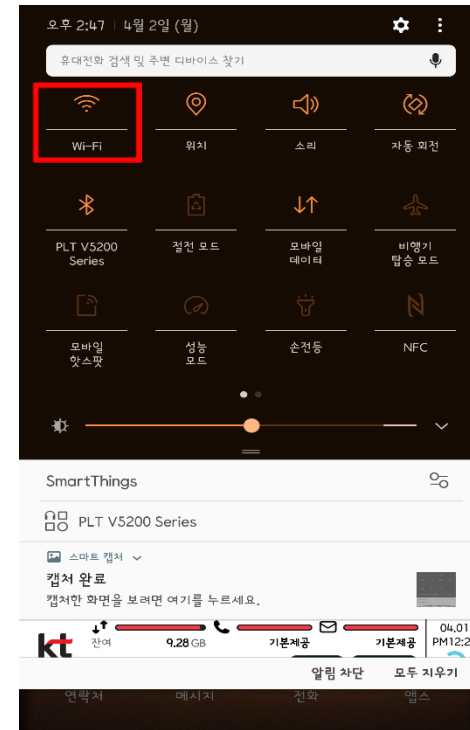 오후 2:47 | 4월 2일 (월)
휴대전화 검색 및 주변 디바이스 찾기
Wi-Fi
위치
소리
자동 회전
PLT V5200 Series
절전 모드
모바일 데이터
비행기 탑승 모드
모바일 핫스팟
성능 모드
손전등
NFC
SmartThings
PLT V5200 Series
스마트 캡처
캡처 완료
캡처한 화면을 보려면 여기를 누르세요.
kt 잔여 9.28 GB 기본제공 기본제공 04,01
PM12:2
알림 차단 모두 지우기
연락처 메시지 전화 앱스